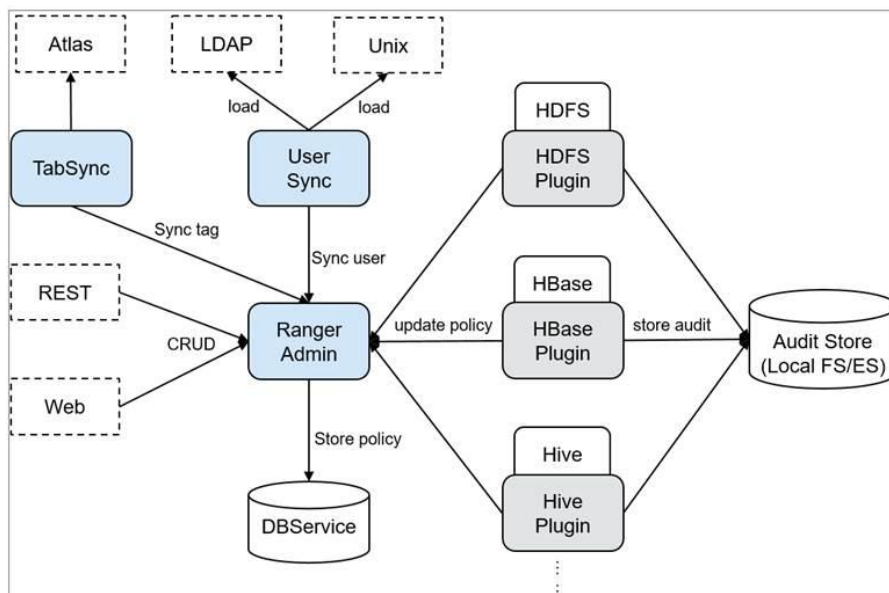 Atlas
LDAP
Unix
load
load
HDFS
TabSync
User
Sync
HDFS
Plugin
Sync tag
Sync user
REST
HBase
Ranger
Admin
update policy
HBase
Plugin
store audit
Audit Store
(Local FS/ES)
CRUD
Web
Store policy
Hive
DBService
Hive
Plugin